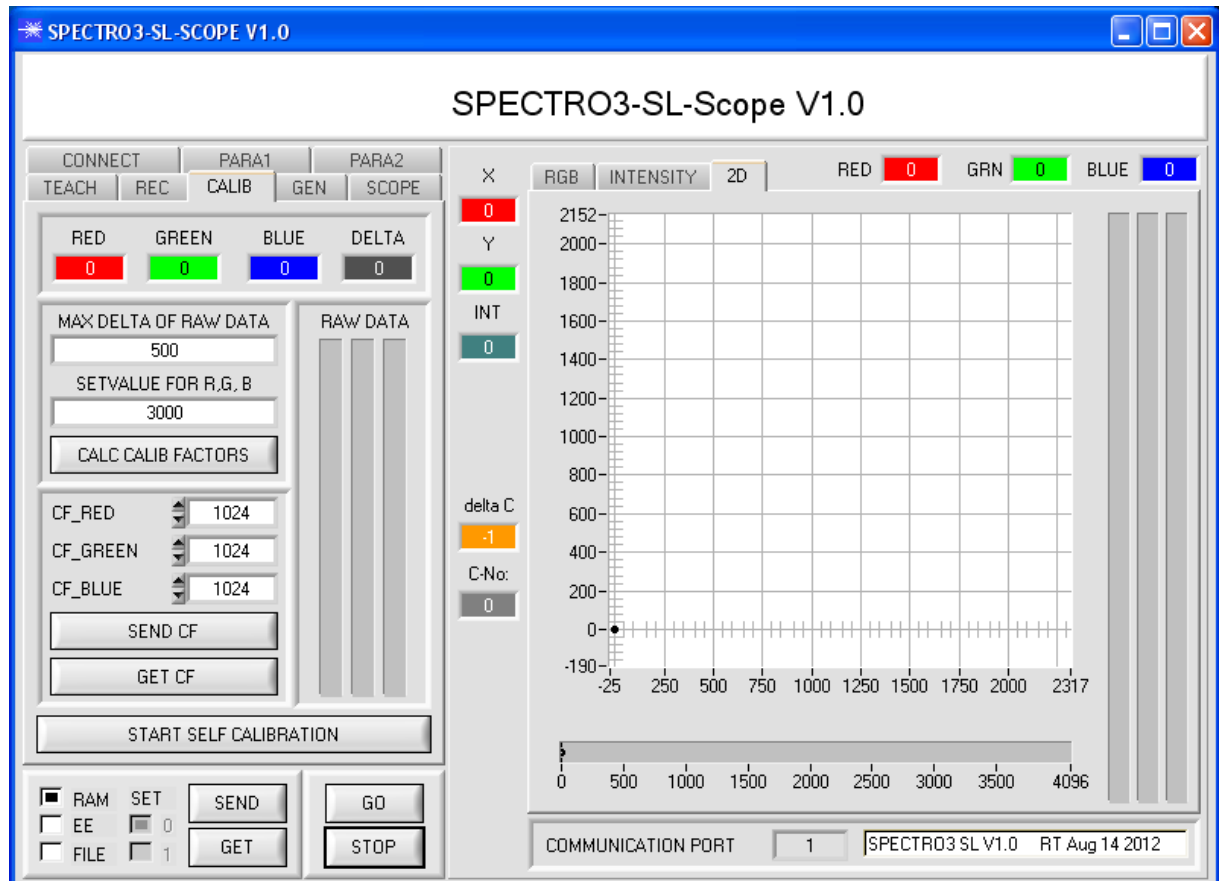 SPECTRO3-SL-SCOPE V1.0
SPECTRO3-SL-Scope V1.0
CONNECT PARA1 PARA2
TEACH REC CALIB GEN SCOPE
RED GREEN BLUE DELTA
0 0 0 0
MAX DELTA OF RAW DATA
500
SETVALUE FOR R,G, B
3000
CALC CALIB FACTORS
RAW DATA
CF_RED 1024
CF_GREEN 1024
CF_BLUE 1024
SEND CF
GET CF
START SELF CALIBRATION
RAM SET
EE 0
FILE 1
SEND
GET
GO
STOP
X
0
Y
0
INT
0
delta C
-1
C-No:
0
RGB INTENSITY 2D RED 0 GRN 0 BLUE 0
2152
2000
1800
1600
1400
1200
1000
800
600
400
200
0
-190
-25 250 500 750 1000 1250 1500 1750 2000 2317
0 500 1000 1500 2000 2500 3000 3500 4096
COMMUNICATION PORT 1 SPECTRO3 SL V1.0 RT Aug 14 2012